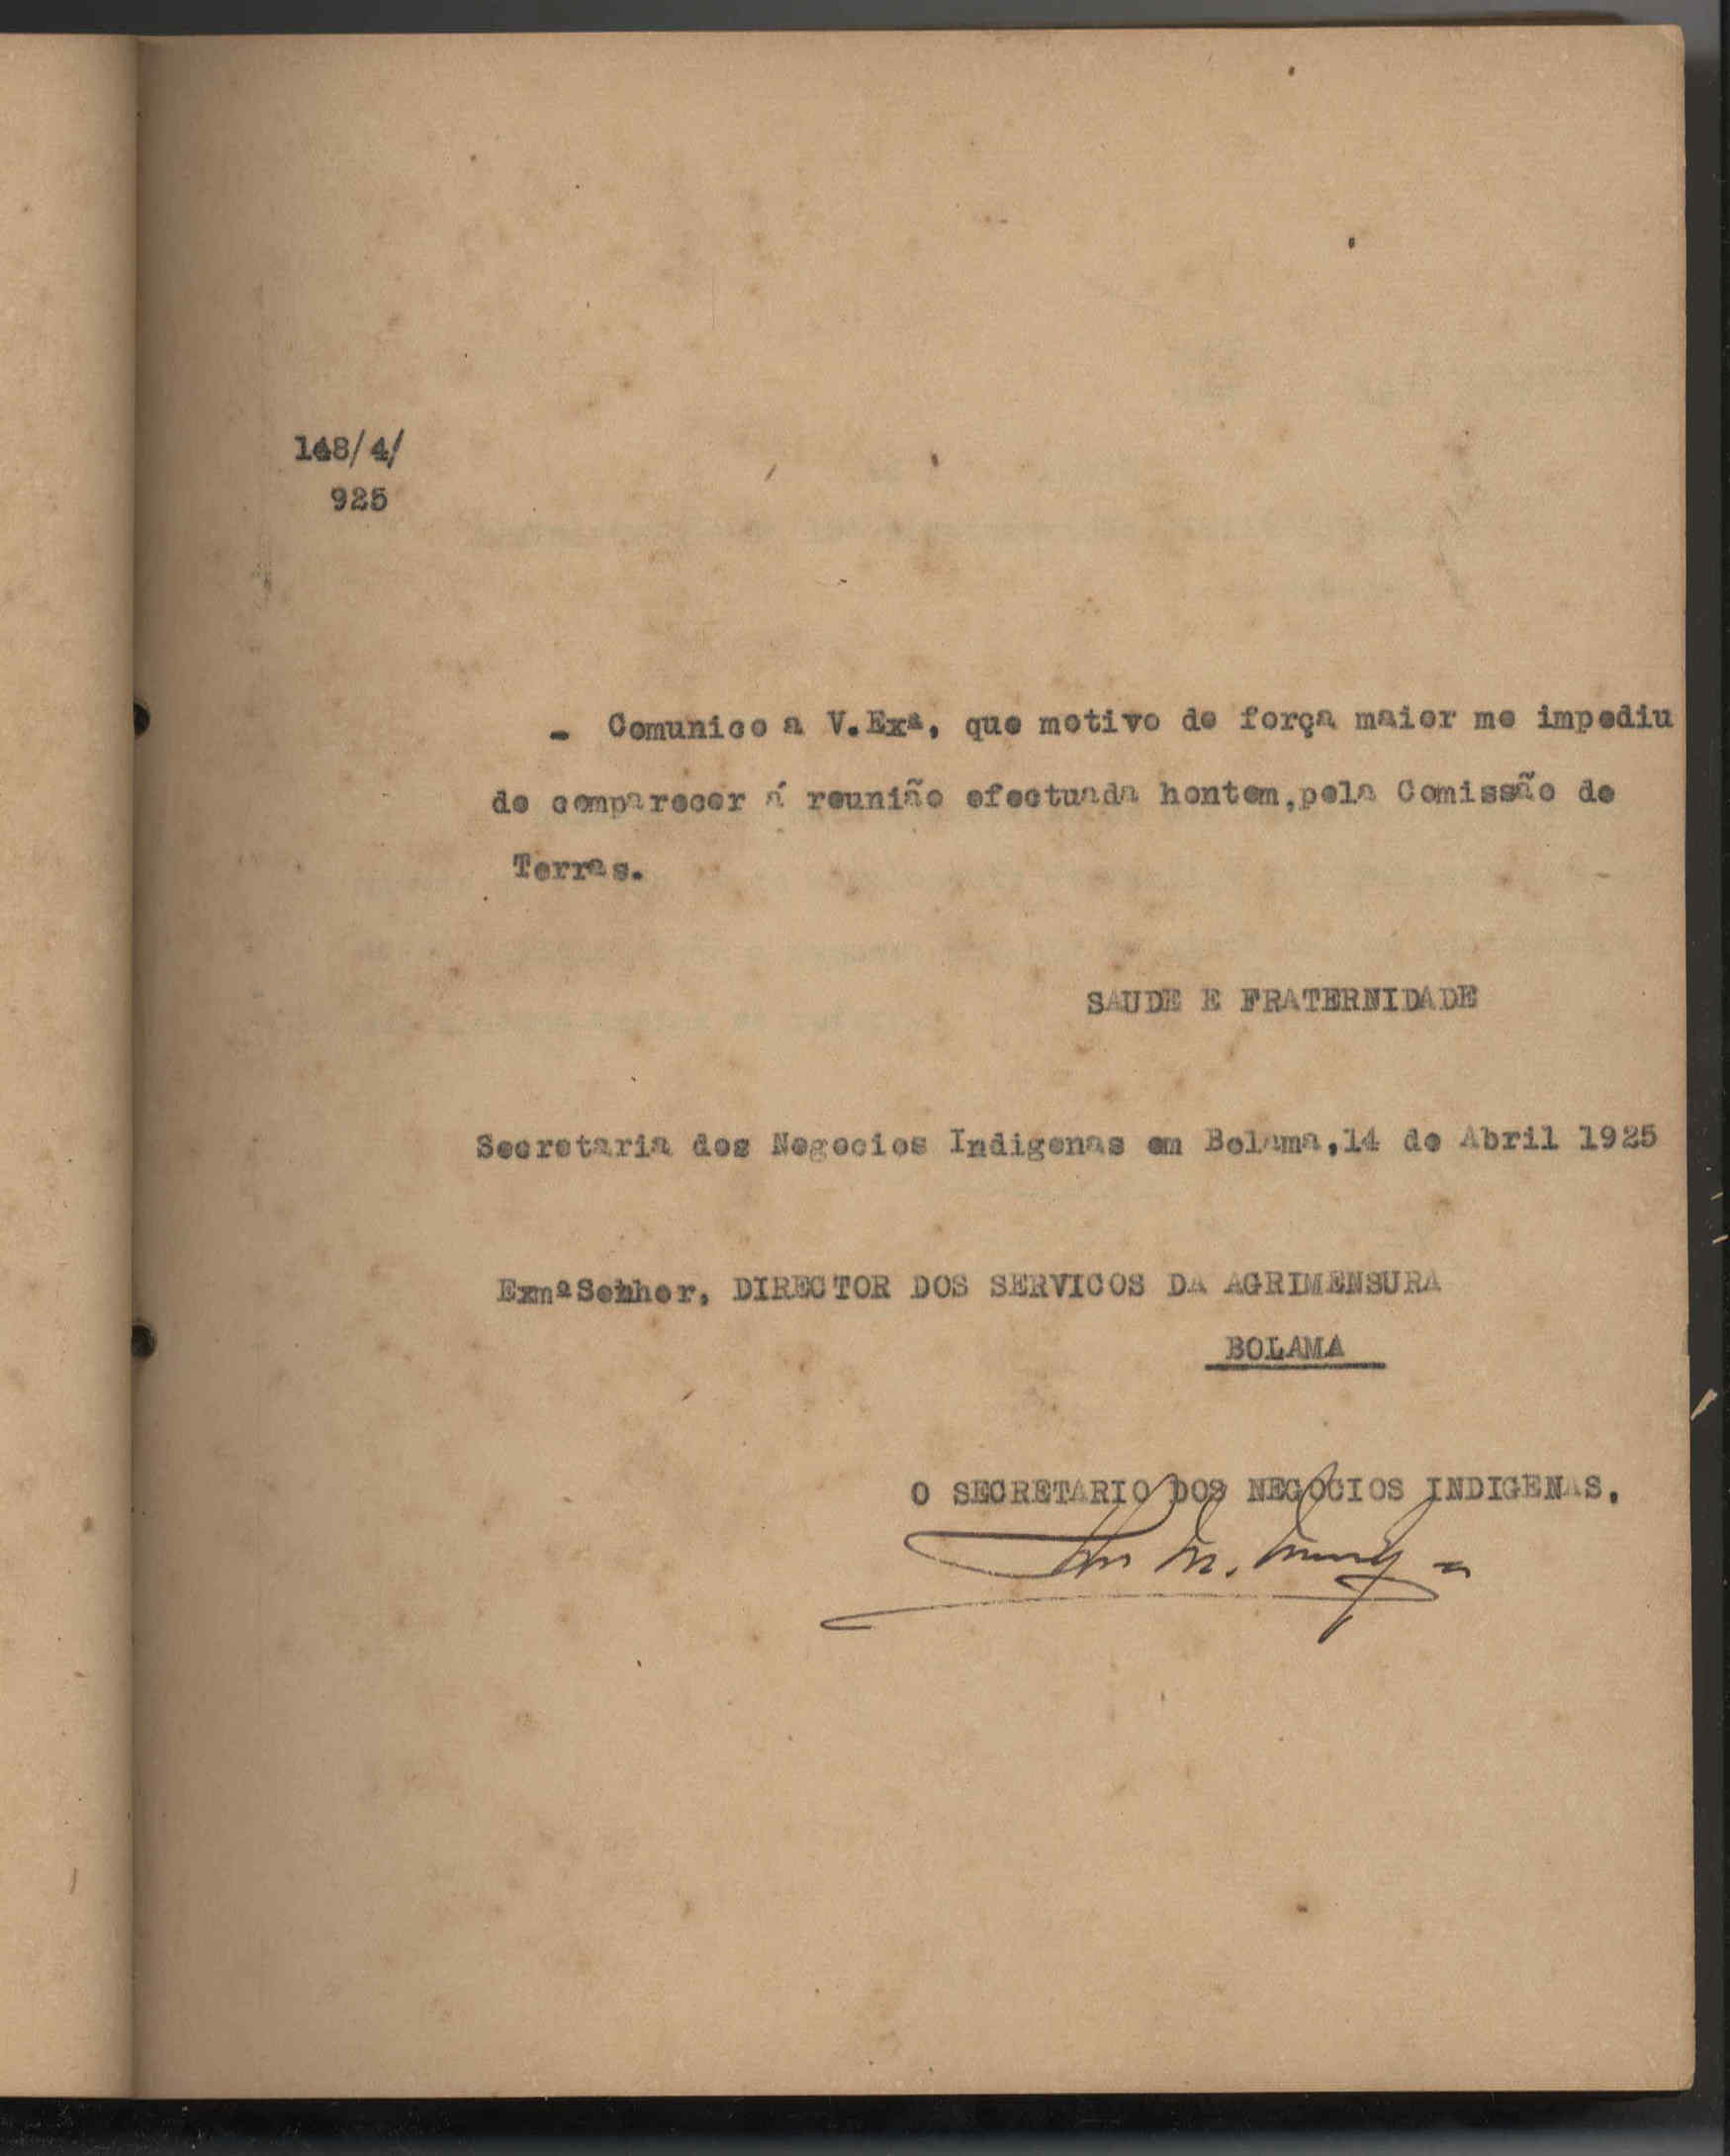 148/4/
925
- Comunico a V.Exª, que motivo de força maior me impediu
de comparecer á reunião efectuada hontem,pela Comissão de
Terras.
SAUDE E FRATERNIDADE
Secretaria dos Negocios Indigenas em Bolama,14 de Abril 1925
Exmª Senhor, DIRECTOR DOS SERVICOS DA AGRIMENSURA
BOLAMA
O SECRETARIO DOS NEGOCIOS INDIGENAS.